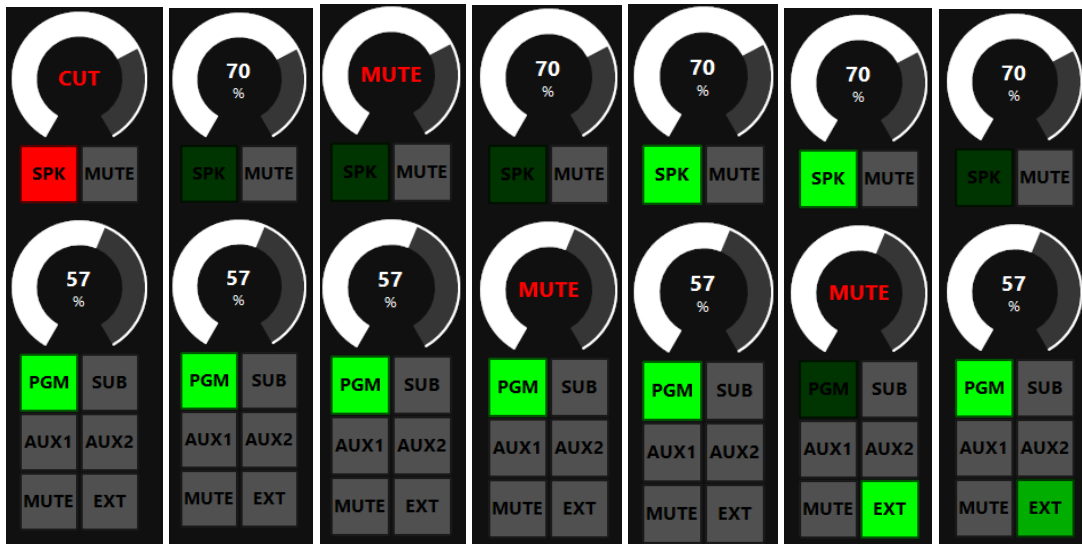 CUT
SPK MUTE
57
%
PGM SUB
AUX1 AUX2
MUTE EXT
70
%
SPK MUTE
57
%
PGM SUB
AUX1 AUX2
MUTE EXT
MUTE
SPK MUTE
57
%
PGM SUB
AUX1 AUX2
MUTE EXT
70
%
SPK MUTE
MUTE
PGM SUB
AUX1 AUX2
MUTE EXT
70
%
SPK MUTE
57
%
PGM SUB
AUX1 AUX2
MUTE EXT
70
%
SPK MUTE
MUTE
PGM SUB
AUX1 AUX2
MUTE EXT
70
%
SPK MUTE
57
%
PGM SUB
AUX1 AUX2
MUTE EXT